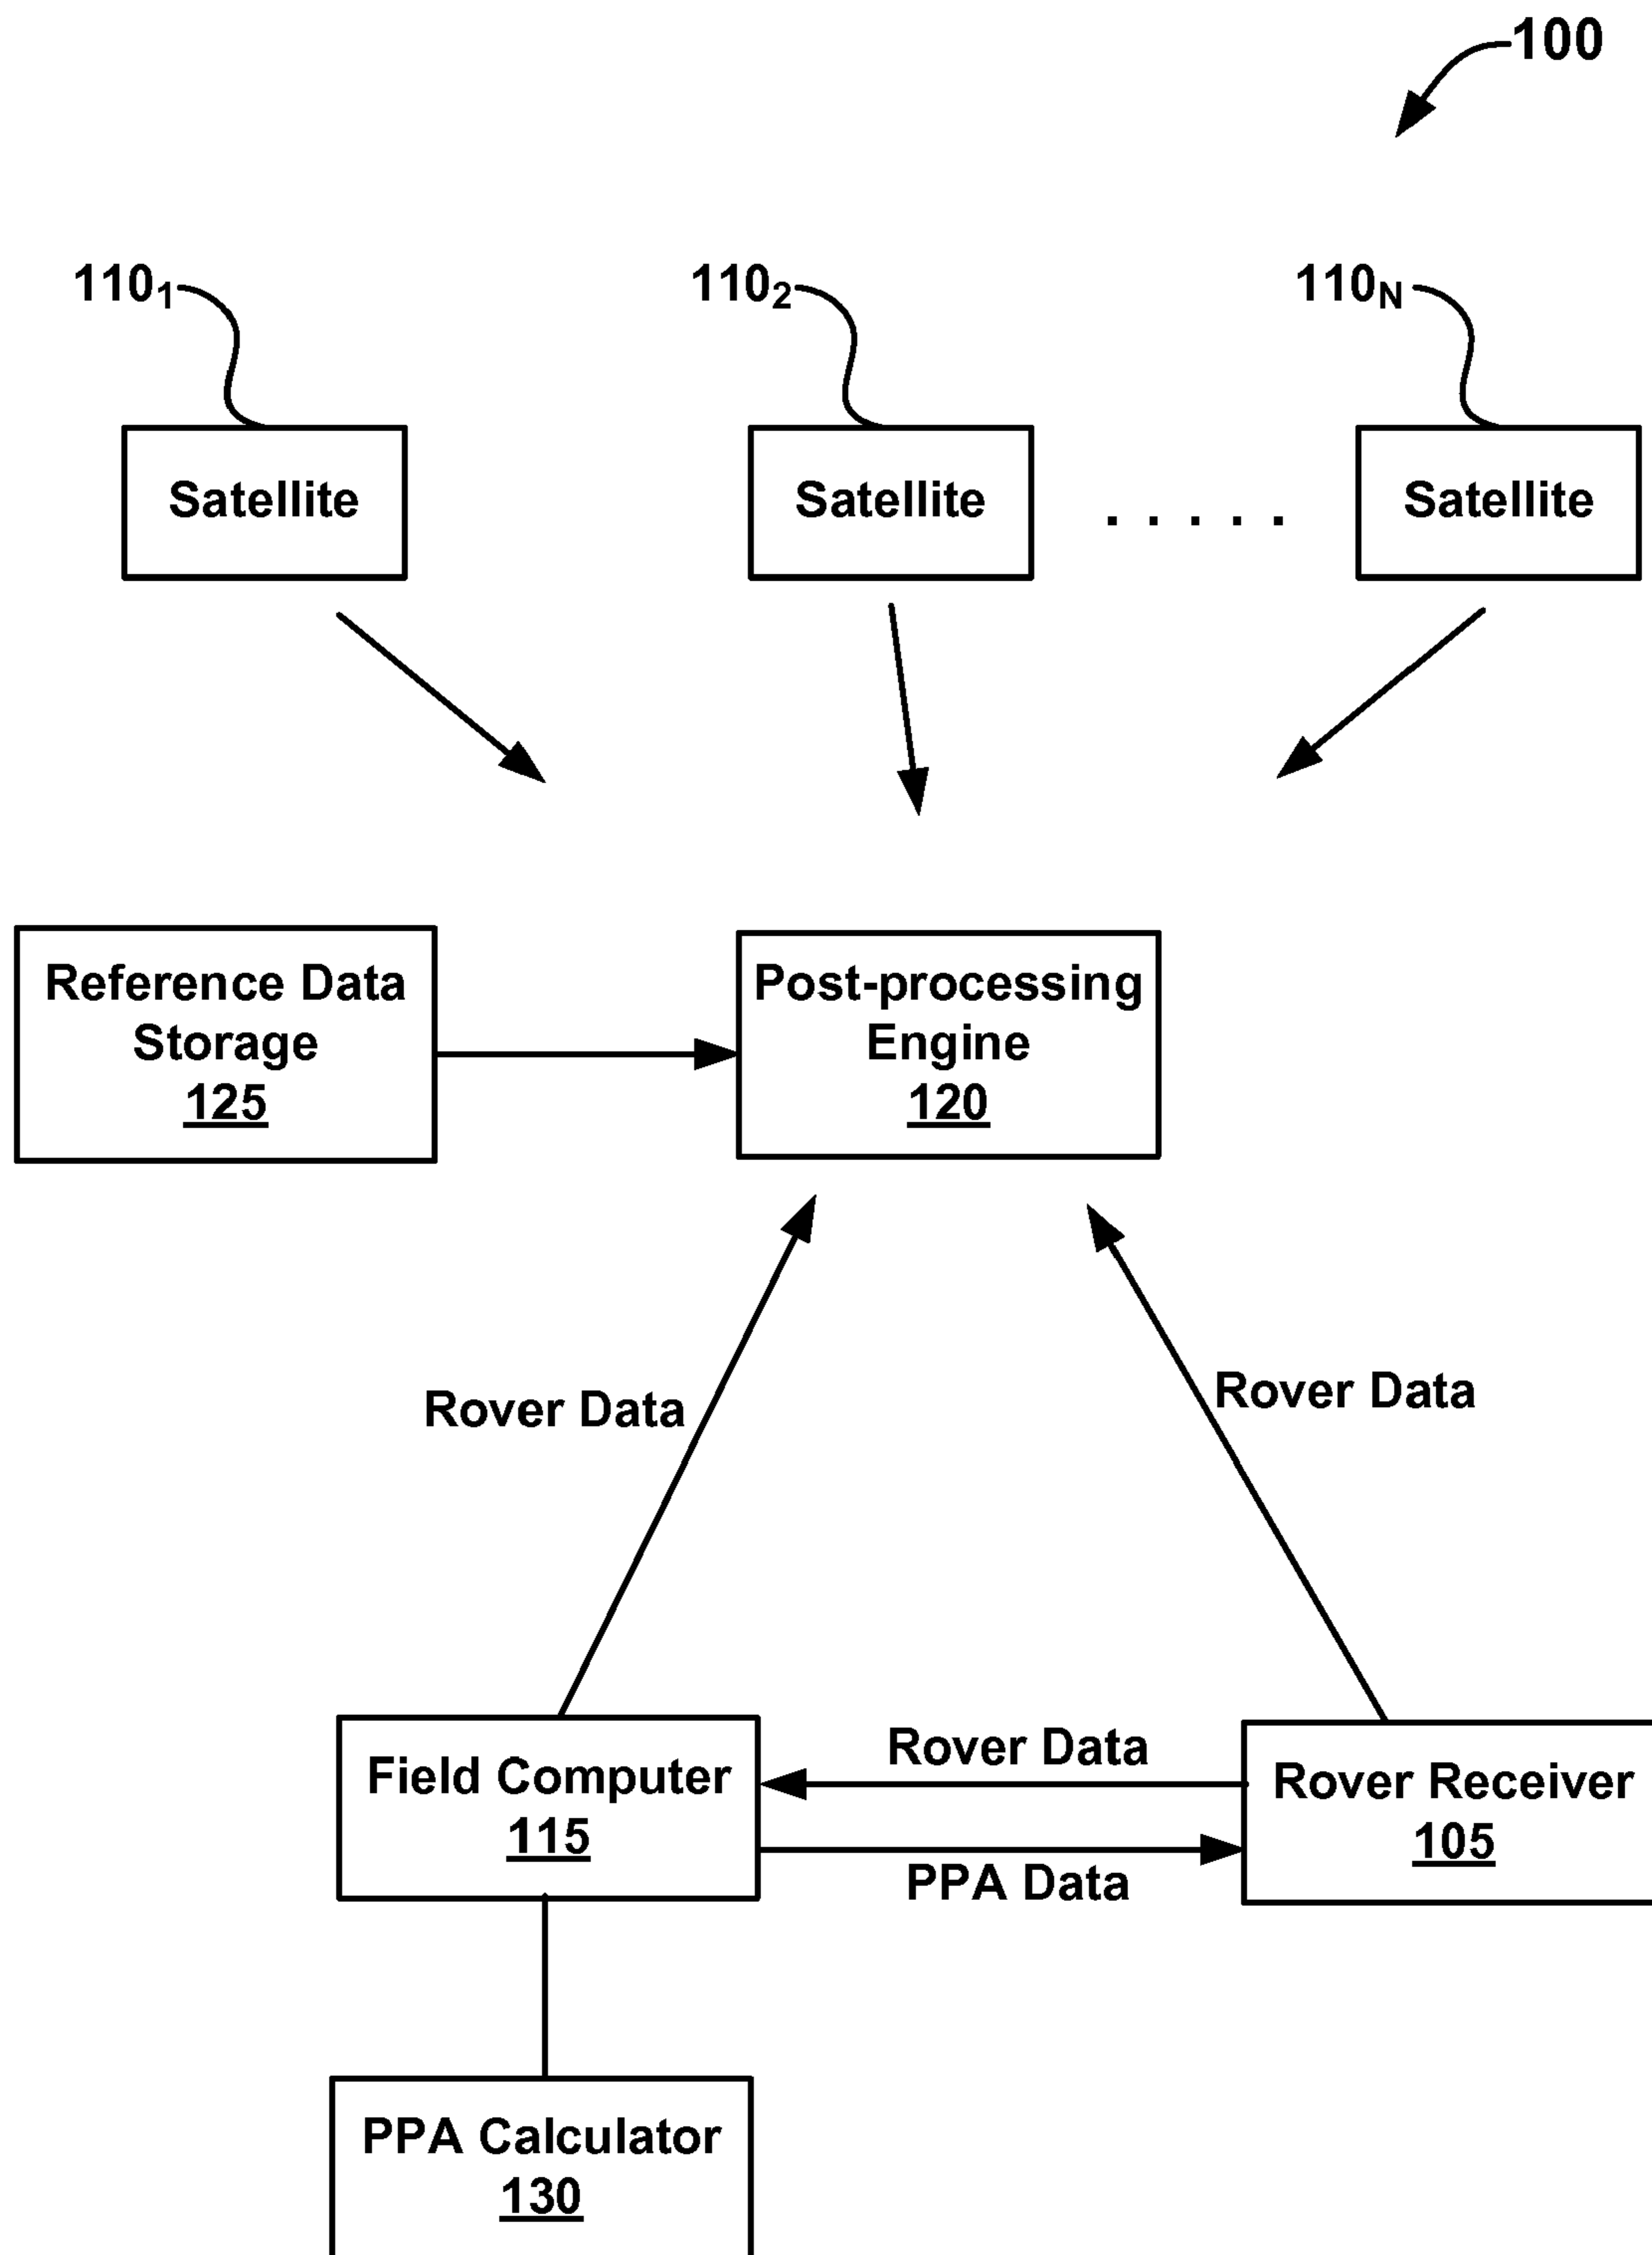 100
110₁
110₂
110N
Satellite
Satellite
. . . . .
Satellite
Reference Data
Storage
125
Post-processing
Engine
120
Rover Data
Rover Data
Field Computer
115
Rover Data
PPA Data
Rover Receiver
105
PPA Calculator
130